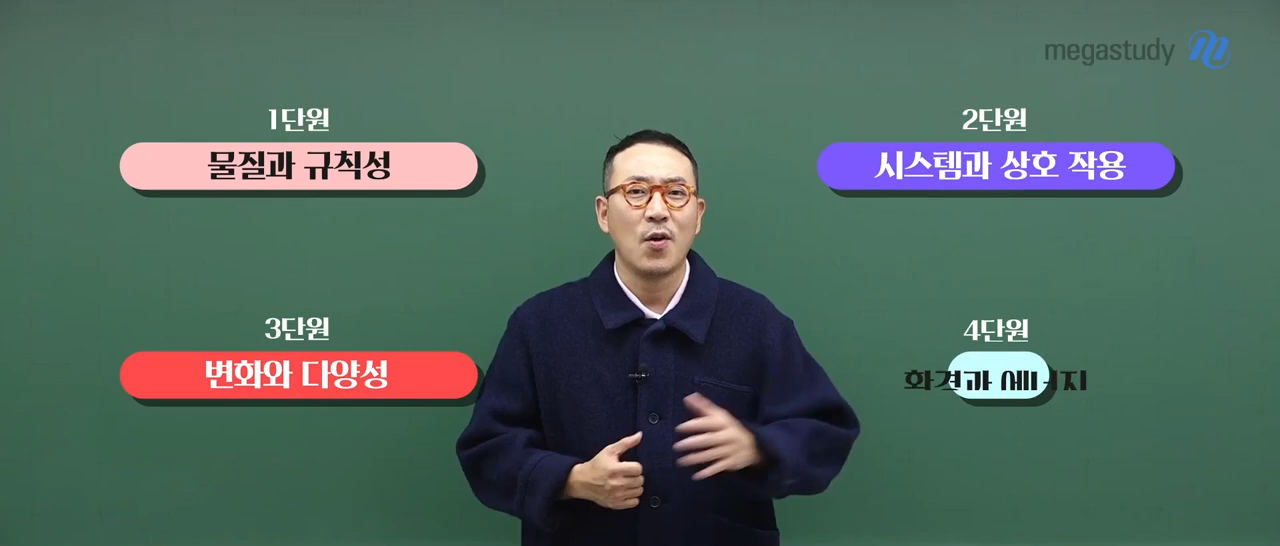 megastudy
1단원
물질과 규칙성
2단원
시스템과 상호 작용
3단원
변화와 다양성
4단원